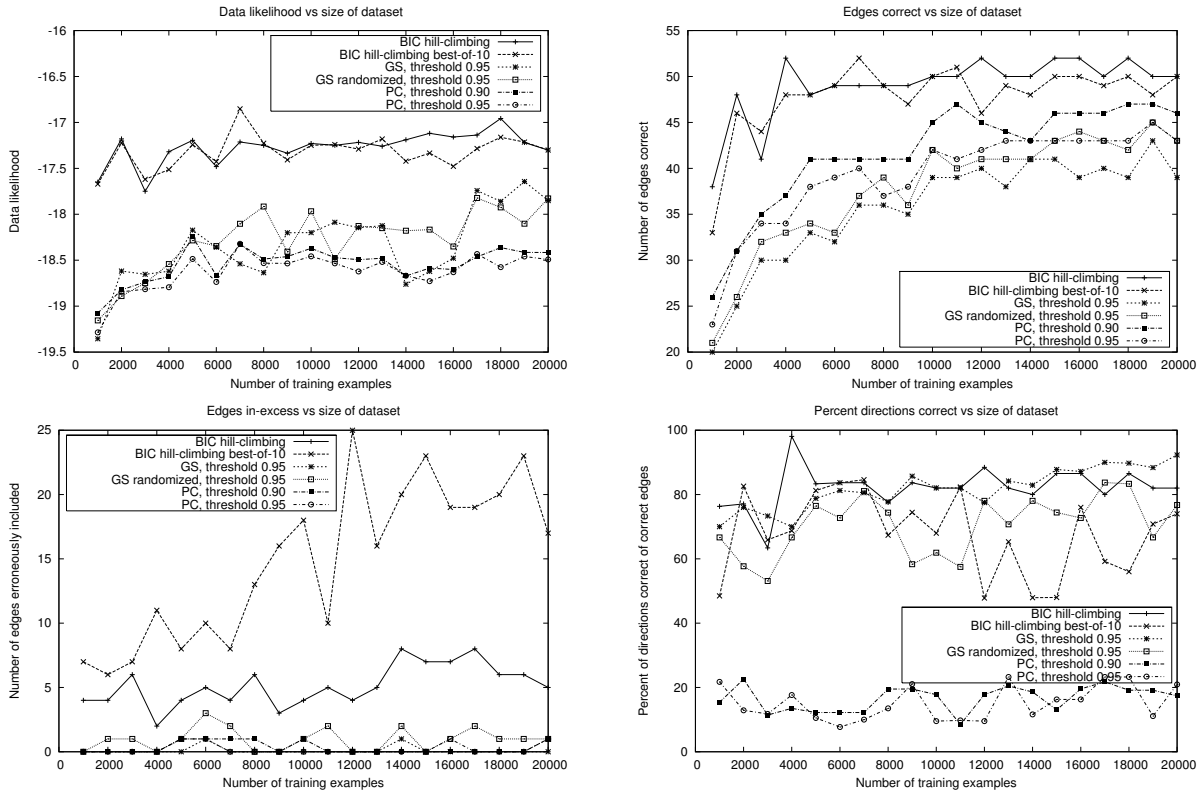 Data likelihood vs size of dataset
-16
-16.5
-17
-17.5
-18
-18.5
-19
-19.5
Data likelihood
BIC hill-climbing
BIC hill-climbing best-of-10
GS, threshold 0.95
GS randomized, threshold 0.95
PC, threshold 0.90
PC, threshold 0.95
0 2000 4000 6000 8000 10000 12000 14000 16000 18000 20000
Number of training examples
Edges correct vs size of dataset
55
50
45
40
35
30
25
20
Number of edges correct
BIC hill-climbing
BIC hill-climbing best-of-10
GS, threshold 0.95
GS randomized, threshold 0.95
PC, threshold 0.90
PC, threshold 0.95
0 2000 4000 6000 8000 10000 12000 14000 16000 18000 20000
Number of training examples
Edges in-excess vs size of dataset
25
20
15
10
5
0
Number of edges erroneously included
BIC hill-climbing
BIC hill-climbing best-of-10
GS, threshold 0.95
GS randomized, threshold 0.95
PC, threshold 0.90
PC, threshold 0.95
0 2000 4000 6000 8000 10000 12000 14000 16000 18000 20000
Number of training examples
Percent directions correct vs size of dataset
100
80
60
40
20
0
Percent of directions correct of correct edges
BIC hill-climbing
BIC hill-climbing best-of-10
GS, threshold 0.95
GS randomized, threshold 0.95
PC, threshold 0.90
PC, threshold 0.95
0 2000 4000 6000 8000 10000 12000 14000 16000 18000 20000
Number of training examples